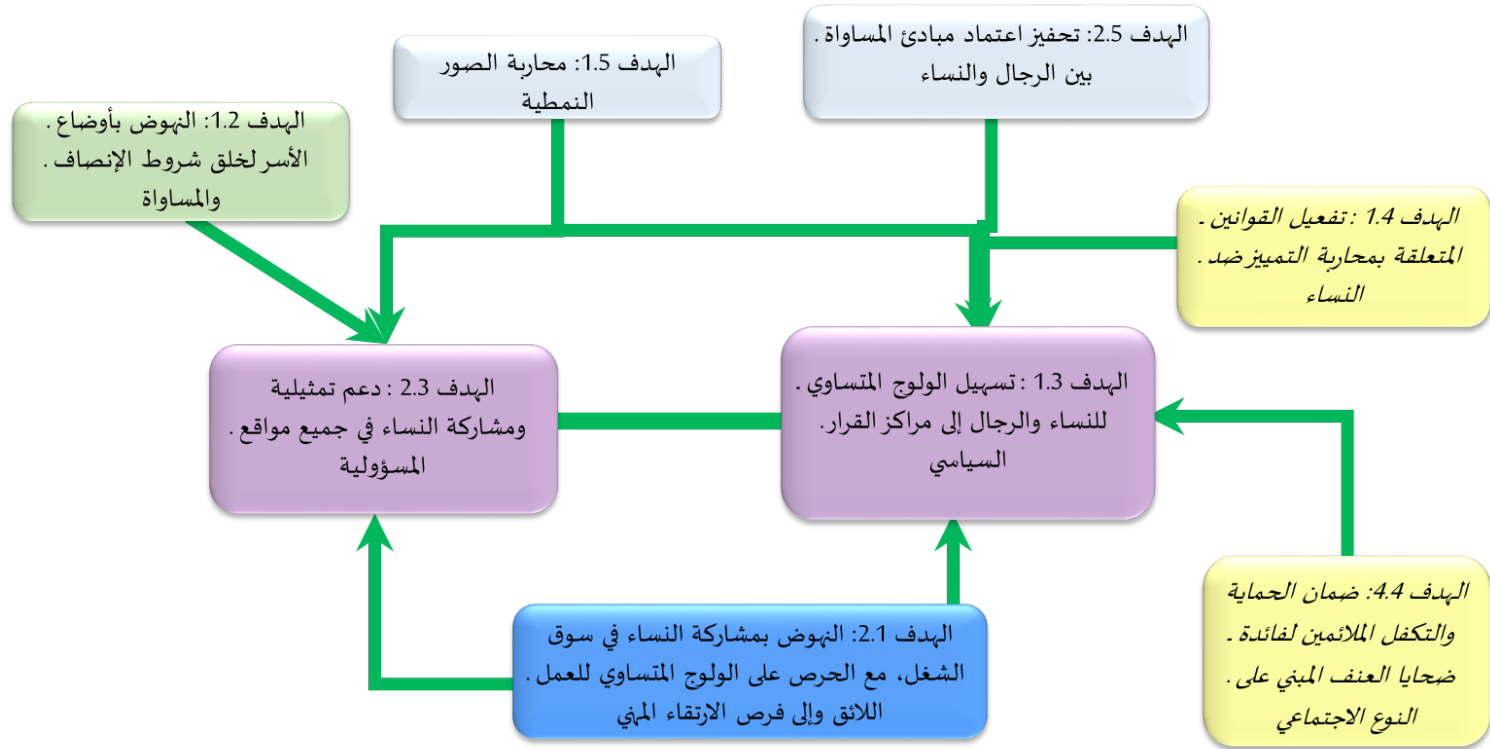 الهدف 2.5: تحفيز اعتماد مبادئ المساواة .
بين الرجال والنساء
الهدف 1.5: محاربة الصور
النمطية
الهدف 1.2: النهوض بأوضاع .
الأسر لخلق شروط الإنصاف .
والمساواة
الهدف 1.4 : تفعيل القوانين ـ
المتعلقة بمحاربة التمييز ضد .
النساء
الهدف 1.3 : تسهيل الولوج المتساوي .
للنساء والرجال إلى مراكز القرار.
السياسي
الهدف 2.3 : دعم تمثيلية
ومشاركة النساء في جميع مواقع .
المسؤولية
الهدف 4.4: ضمان الحماية
والتكفل الملائمين لفائدة ـ
ضحايا العنف المبني على .
النوع الاجتماعي
الهدف 2.1: النهوض بمشاركة النساء في سوق
الشغل، مع الحرص على الولوج المتساوي للعمل .
اللائق وإلى فرص الارتقاء المهني